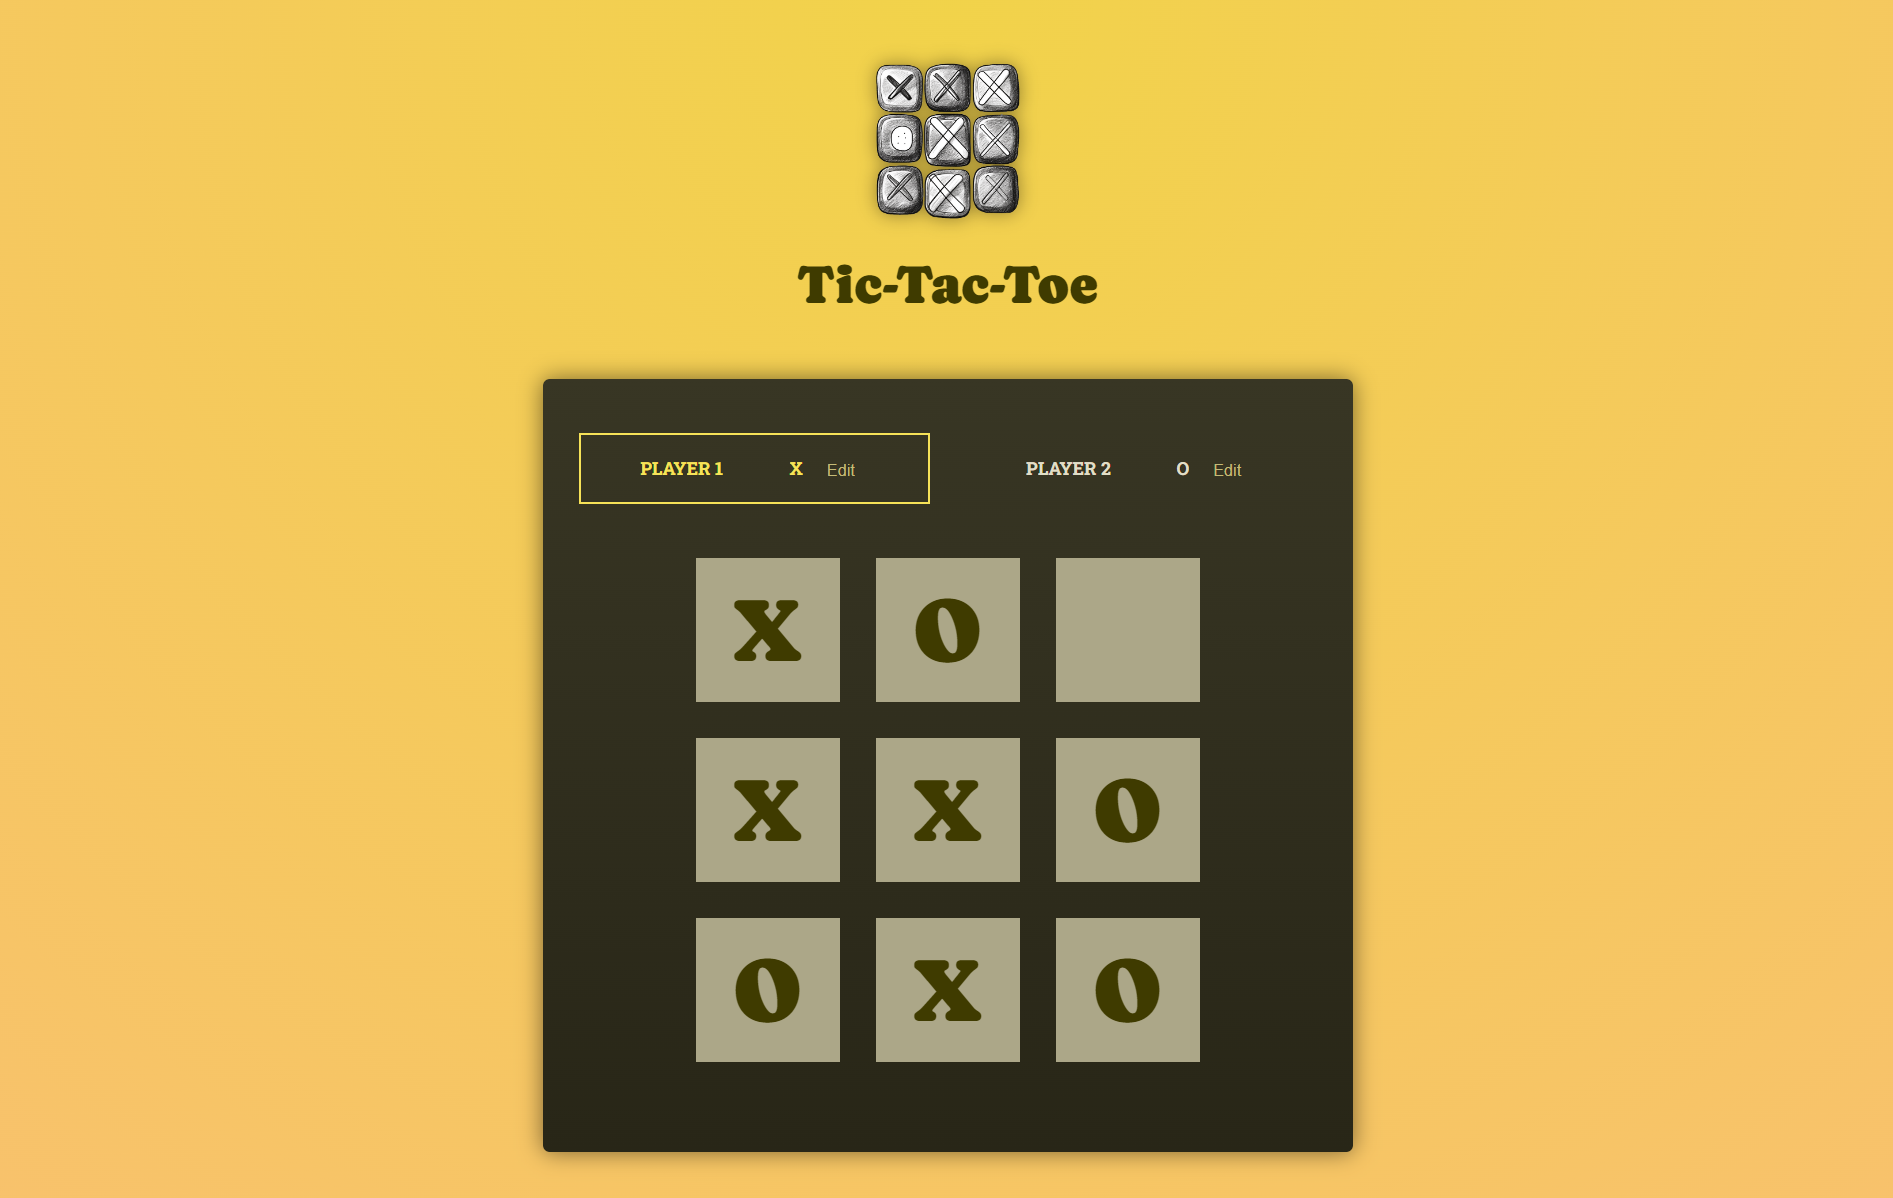 Tic-Tac-Toe
PLAYER 1 X Edit
PLAYER 2 O Edit
X O
X X O
O X O